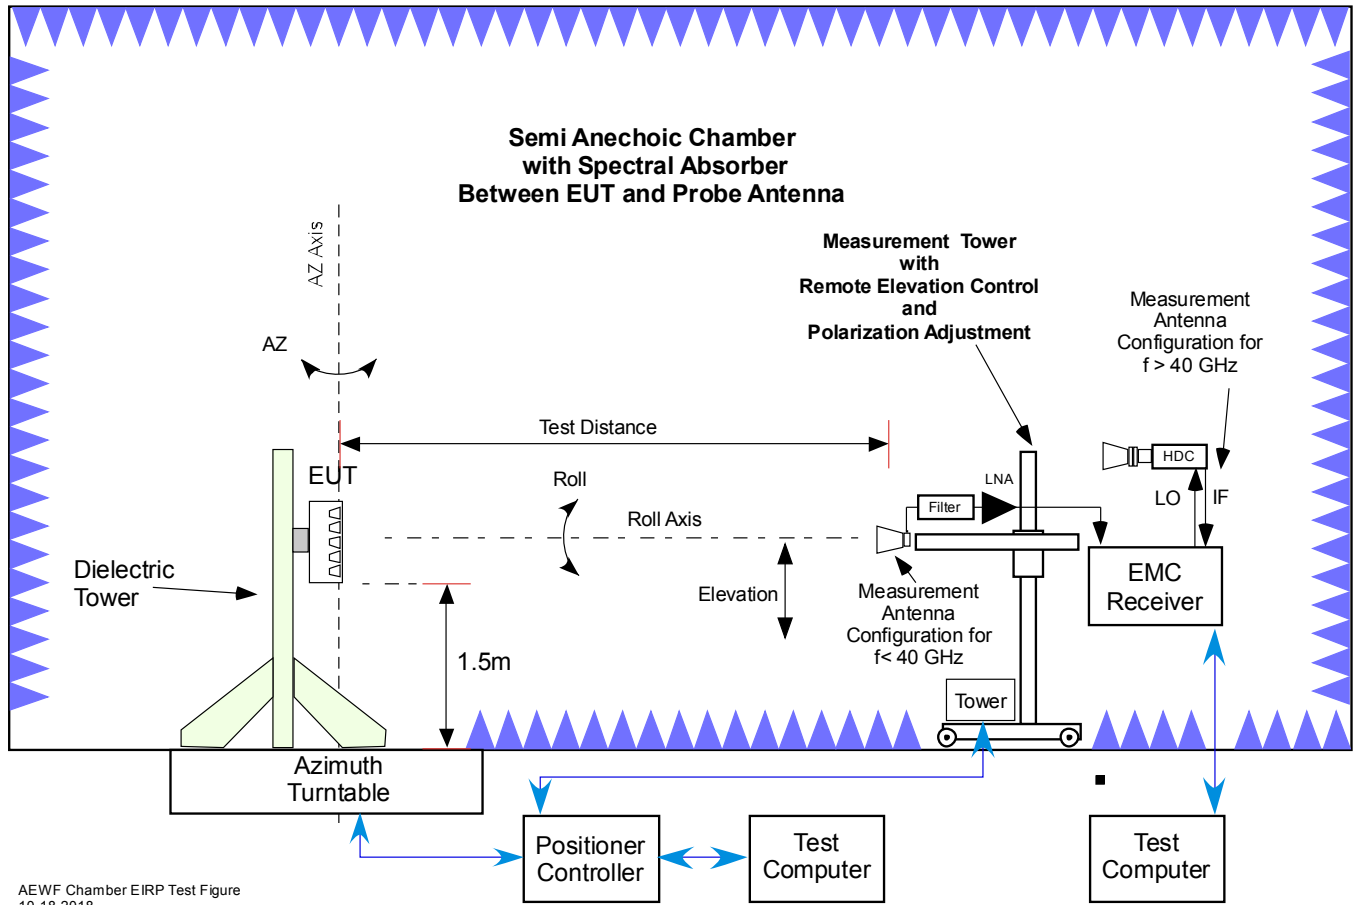 Semi Anechoic Chamber
with Spectral Absorber
Between EUT and Probe Antenna
AZ Axis
Measurement Tower
with
Remote Elevation Control
and
Polarization Adjustment
Measurement
Antenna
Configuration for
f > 40 GHz
AZ
Test Distance
EUT
Roll
Roll Axis
LNA
Filter
HDC
LO
IF
Dielectric
Tower
Elevation
Measurement
Antenna
Configuration for
f< 40 GHz
EMC
Receiver
1.5m
Tower
Azimuth
Turntable
Positioner
Controller
Test
Computer
Test
Computer
AEWF Chamber EIRP Test Figure
10-18-2018